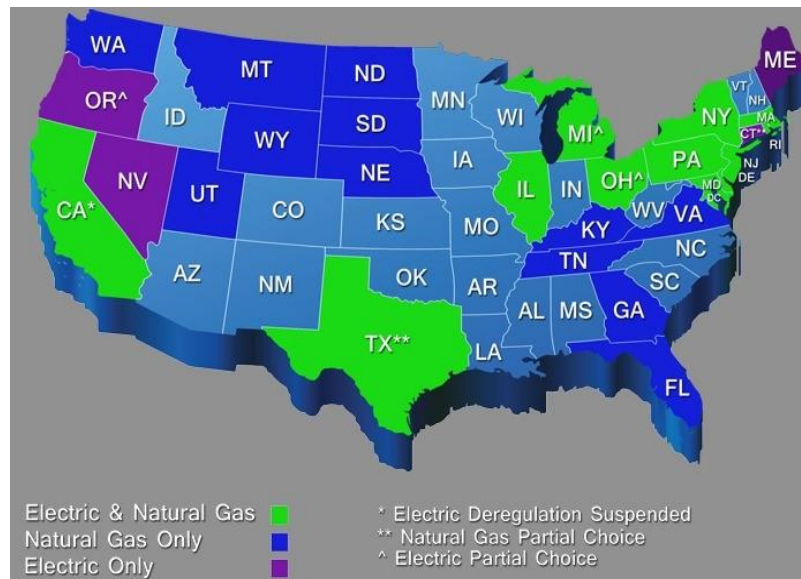 WA
MT
ND
MN
ME
VT
NH
OR^
ID
WY
SD
WI
MI^
NY
MA
CT**
RI
NV
UT
NE
IA
IL
IN
OH^
PA
NJ
DE
MD
DC
CA*
CO
KS
MO
KY
WV
VA
AZ
NM
OK
AR
TN
NC
SC
TX**
LA
AL
MS
GA
FL
Electric & Natural Gas
Natural Gas Only
Electric Only
* Electric Deregulation Suspended
** Natural Gas Partial Choice
^ Electric Partial Choice